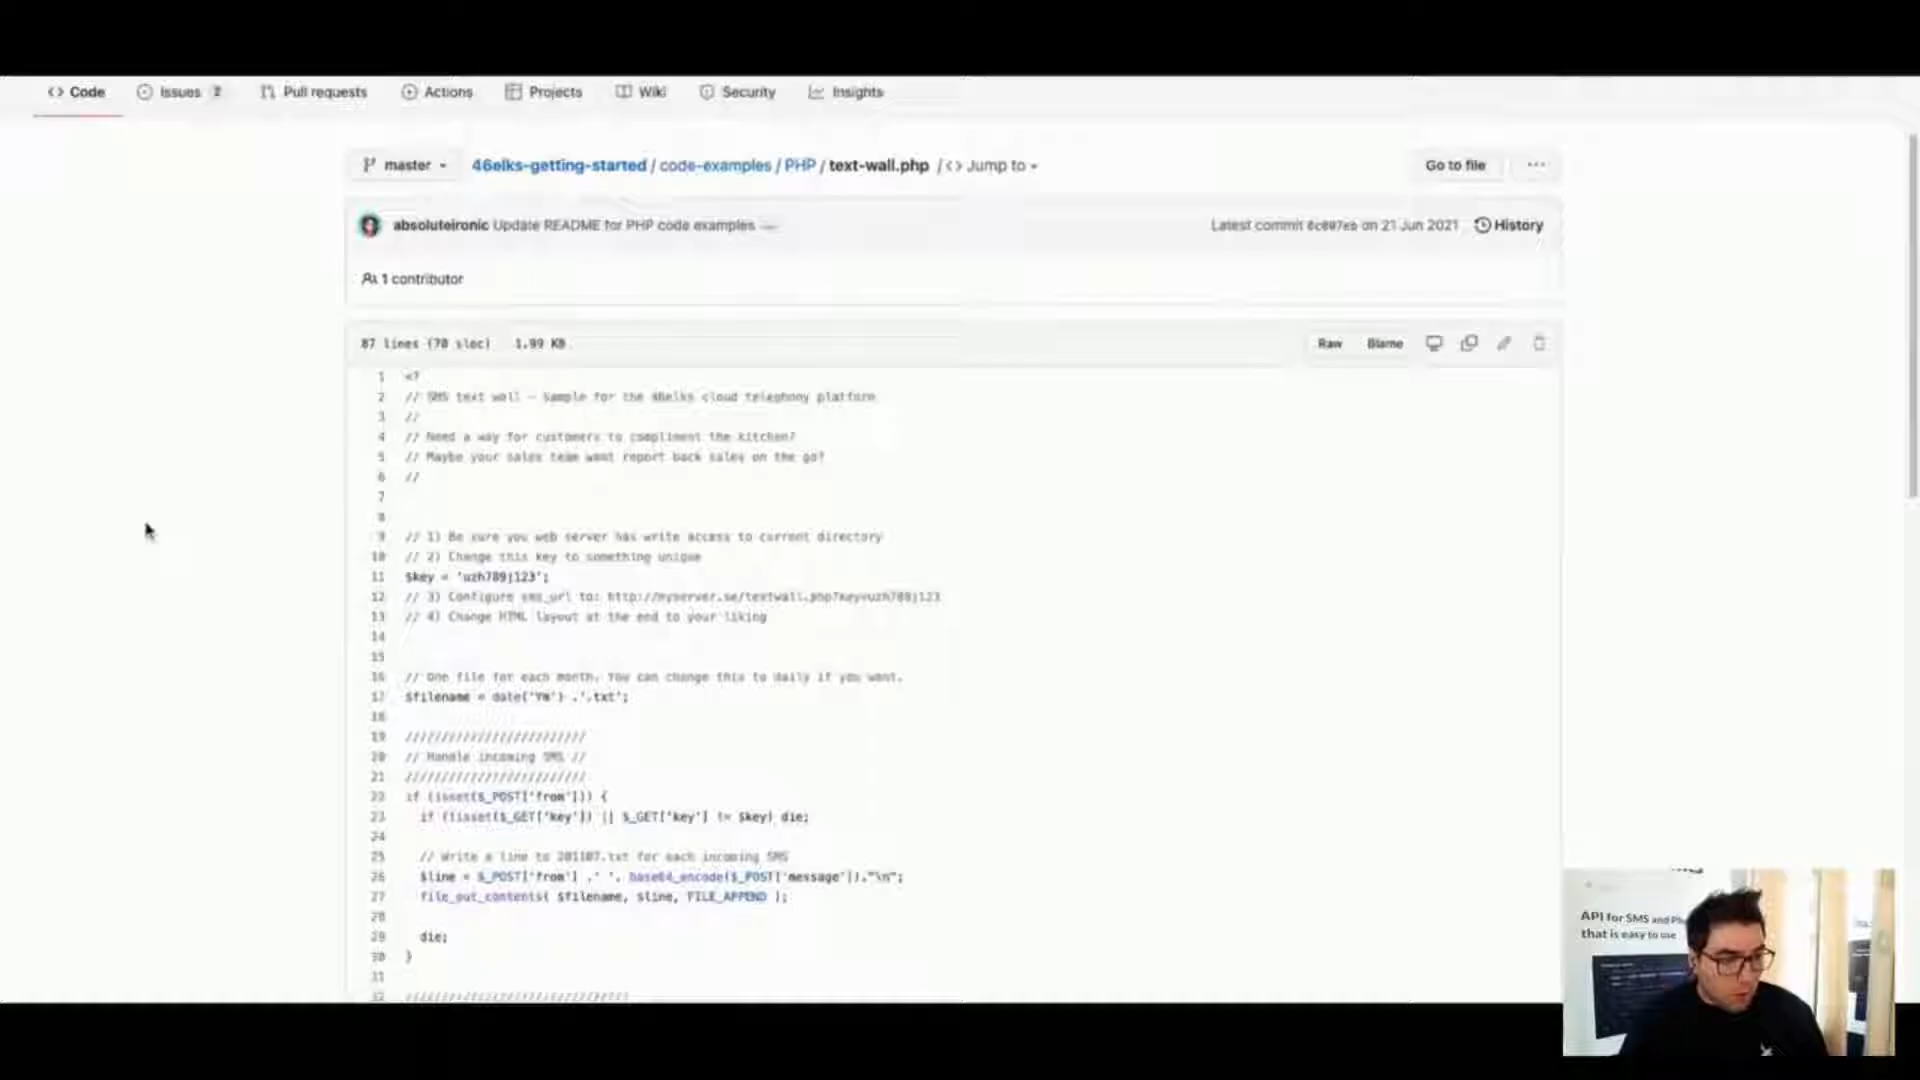 <> Code Issues 2 Pull requests Actions Projects Wiki Security Insights
master 46elks-getting-started / code-examples / PHP / text-wall.php / <> Jump to Go to file ...
absoluteironic Update README for PHP code examples ... Latest commit 6c087eb on 21 Jun 2021 History
1 contributor
87 lines (70 sloc) 1.99 KB Raw Blame
1 <?
2 // SMS text wall - Sample for the 46elks cloud telephony platform
3 //
4 // Need a way for customers to compliment the kitchen?
5 // Maybe your sales team want report back sales on the go?
6 //
7
8
9 // 1) Be sure you web server has write access to current directory
10 // 2) Change this key to something unique
11 $key = 'uzh789j123';
12 // 3) Configure sms_url to: http://myserver.se/textwall.php?key=uzh789j123
13 // 4) Change HTML layout at the end to your liking
14
15
16 // One file for each month. You can change this to daily if you want.
17 $filename = date('Ym') .'.txt';
18
19 /////////////////////////
20 // Handle incoming SMS //
21 /////////////////////////
22 if (isset($_POST['from'])) {
23 if (!isset($_GET['key']) || $_GET['key'] != $key) die;
24
25 // Write a line to 201107.txt for each incoming SMS
26 $line = $_POST['from'] .' '. base64_encode($_POST['message'])."\n";
27 file_put_contents( $filename, $line, FILE_APPEND );
28
29 die;
30 }
31
32 ///////////////////////////////
API for SMS and
that is easy to use